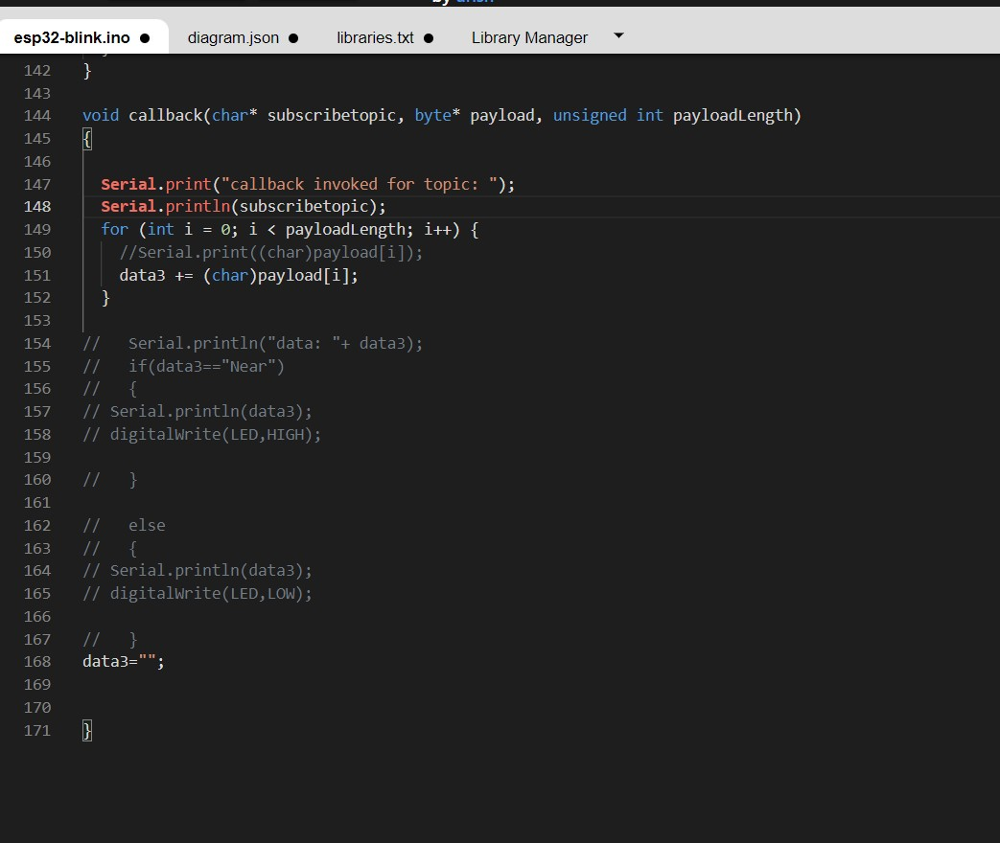 esp32-blink.ino ● diagram.json ● libraries.txt ● Library Manager
142 }
143
144 void callback(char* subscribetopic, byte* payload, unsigned int payloadLength)
145 {
146
147 Serial.print("callback invoked for topic: ");
148 Serial.println(subscribetopic);
149 for (int i = 0; i < payloadLength; i++) {
150 //Serial.print((char)payload[i]);
151 data3 += (char)payload[i];
152 }
153
154 //   Serial.println("data: "+ data3);
155 //   if(data3=="Near")
156 //   {
157 // Serial.println(data3);
158 // digitalWrite(LED,HIGH);
159
160 //   }
161
162 //   else
163 //   {
164 // Serial.println(data3);
165 // digitalWrite(LED,LOW);
166
167 //   }
168 data3="";
169
170
171 }